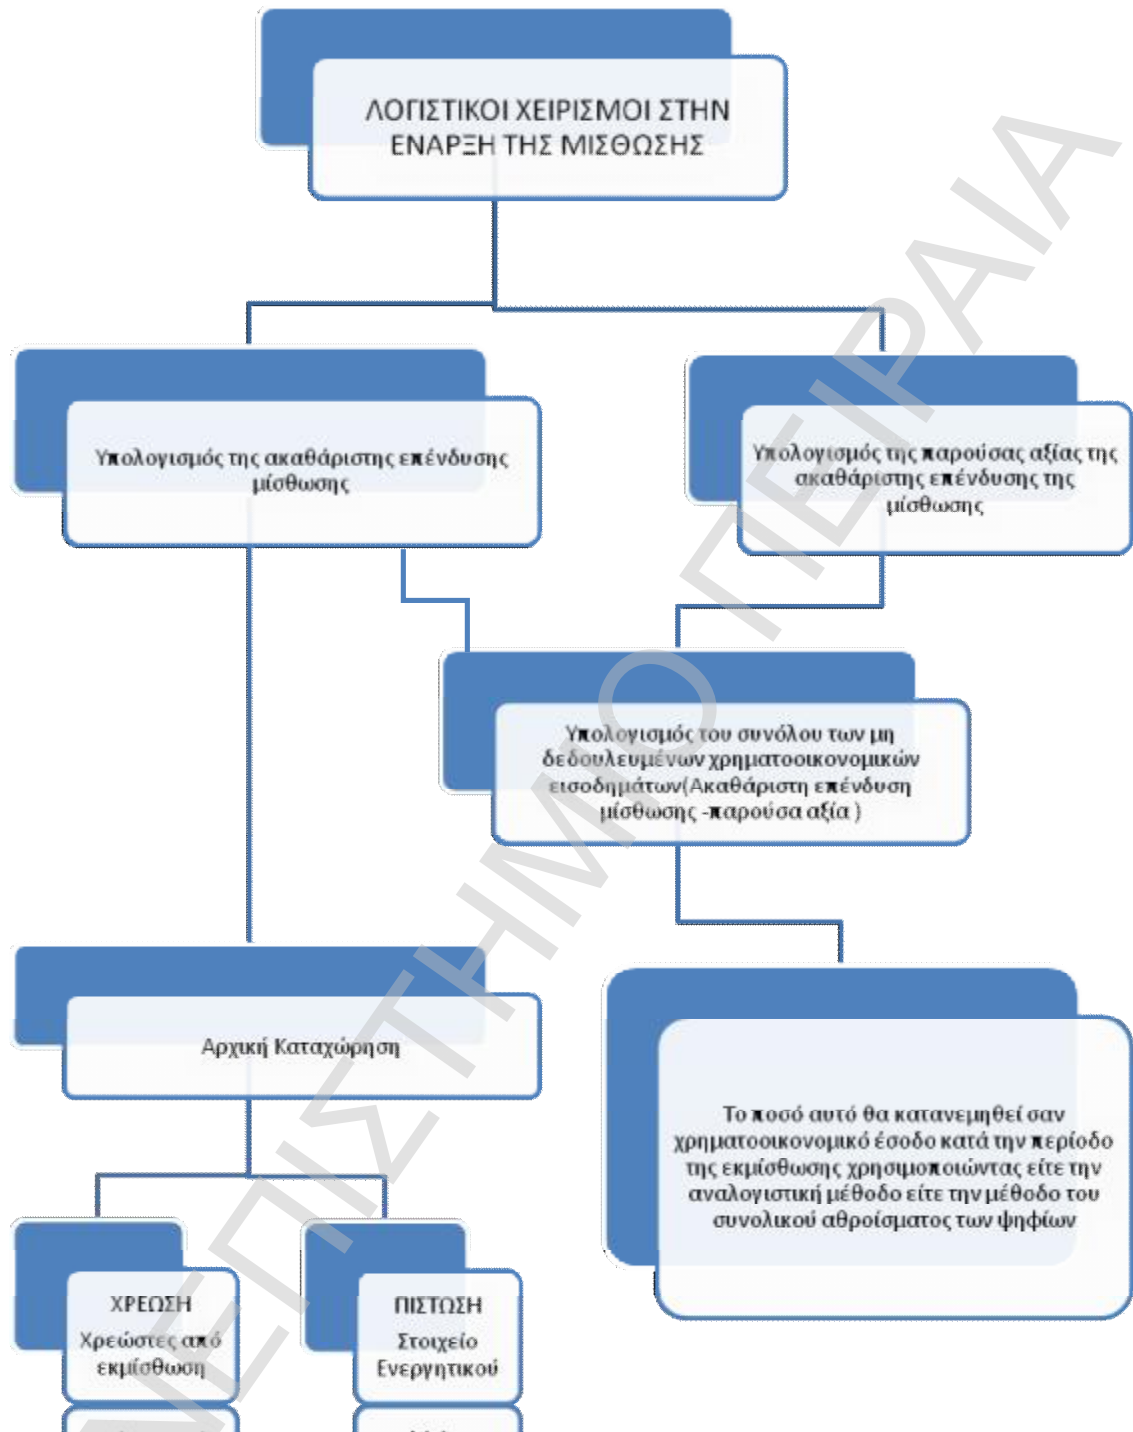 ΛΟΓΙΣΤΙΚΟΙ ΧΕΙΡΙΣΜΟΙ ΣΤΗΝ
ΕΝΑΡΞΗ ΤΗΣ ΜΙΣΘΩΣΗΣ
Υπολογισμός της ακαθάριστης επένδυσης
μίσθωσης
Υπολογισμός της παρούσας αξίας της
ακαθάριστης επένδυσης της
μίσθωσης
Υπολογισμός του συνόλου των μη
δεδουλευμένων χρηματοοικονομικών
εισοδημάτων(Ακαθάριστη επένδυση
μίσθωσης -παρούσα αξία )
Αρχική Καταχώρηση
Το ποσό αυτό θα κατανεμηθεί σαν
χρηματοοικονομικό έσοδο κατά την περίοδο
της εκμίσθωσης χρησιμοποιώντας είτε την
αναλογιστική μέθοδο είτε την μέθοδο του
συνολικού αθροίσματος των ψηφίων
ΧΡΕΩΣΗ
Χρεώστες από
εκμίσθωση
ΠΙΣΤΩΣΗ
Στοιχείο
Ενεργητικού
ΝΕΠΙΣΤΗΜΙΟ ΠΕΙΡΑΙΑ